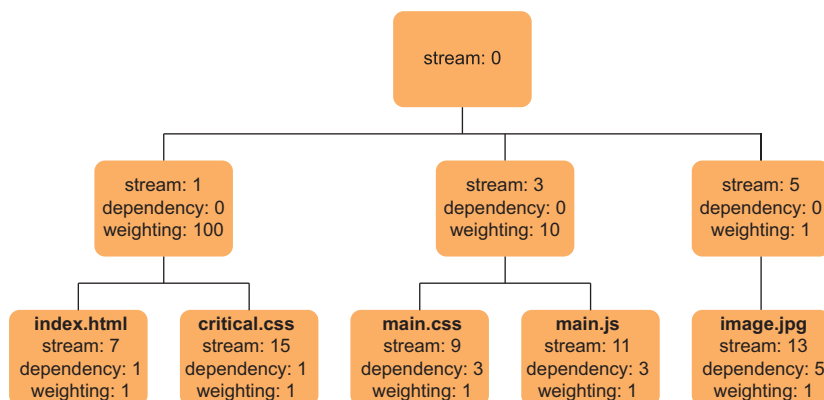 stream: 0
stream: 1
dependency: 0
weighting: 100
stream: 3
dependency: 0
weighting: 10
stream: 5
dependency: 0
weighting: 1
index.html
stream: 7
dependency: 1
weighting: 1
critical.css
stream: 15
dependency: 1
weighting: 1
main.css
stream: 9
dependency: 3
weighting: 1
main.js
stream: 11
dependency: 3
weighting: 1
image.jpg
stream: 13
dependency: 5
weighting: 1